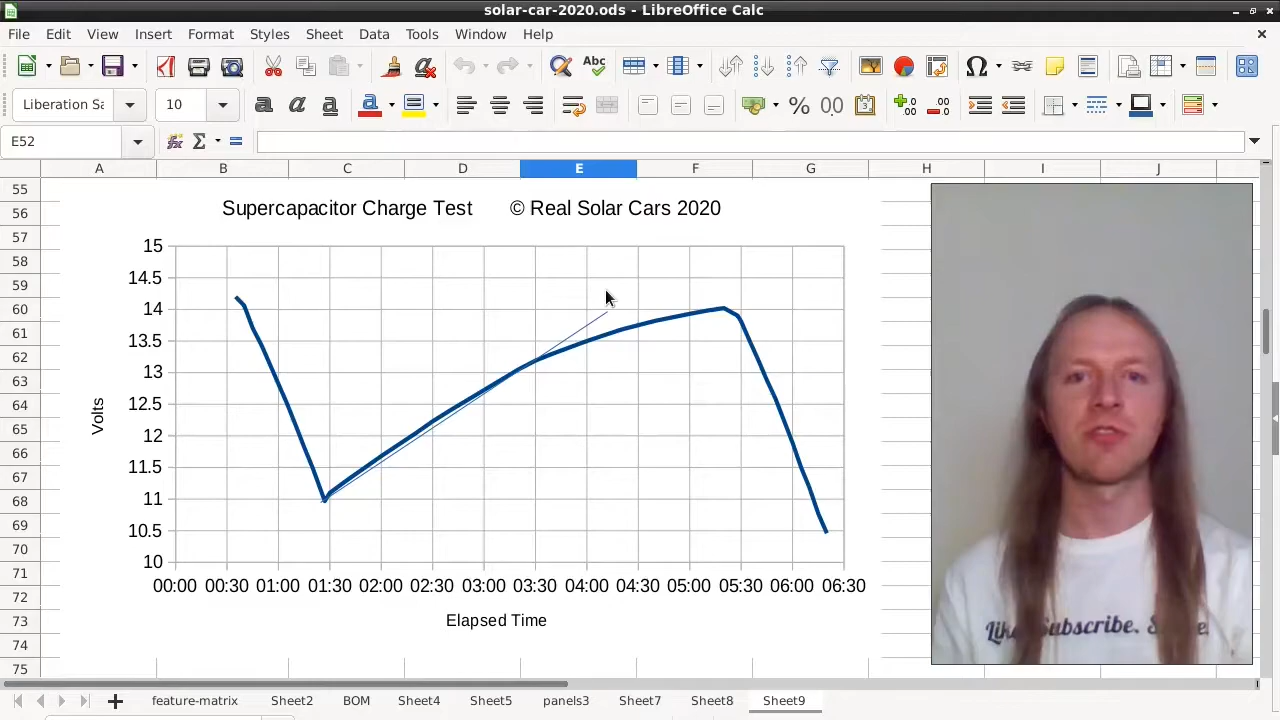 solar-car-2020.ods - LibreOffice Calc
File Edit View Insert Format Styles Sheet Data Tools Window Help
Liberation Sa 10
E52
A B C D E F G H I J
55
56
57
58
59
60
61
62
63
64
65
66
67
68
69
70
71
72
73
74
75
Supercapacitor Charge Test © Real Solar Cars 2020
Volts
15
14.5
14
13.5
13
12.5
12
11.5
11
10.5
10
00:00 00:30 01:00 01:30 02:00 02:30 03:00 03:30 04:00 04:30 05:00 05:30 06:00 06:30
Elapsed Time
Subscribe.
feature-matrix Sheet2 BOM Sheet4 Sheet5 panels3 Sheet7 Sheet8 Sheet9